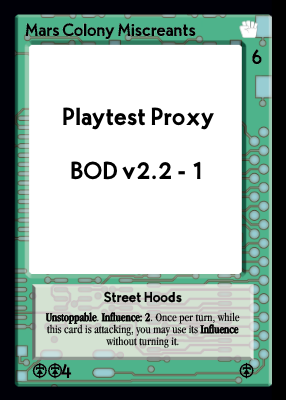 Mars Colony Miscreants
6
Playtest Proxy
BOD v2.2 - 1
Street Hoods
Unstoppable. Influence: 2. Once per turn, while
this card is attacking, you may use its Influence
without turning it.
4